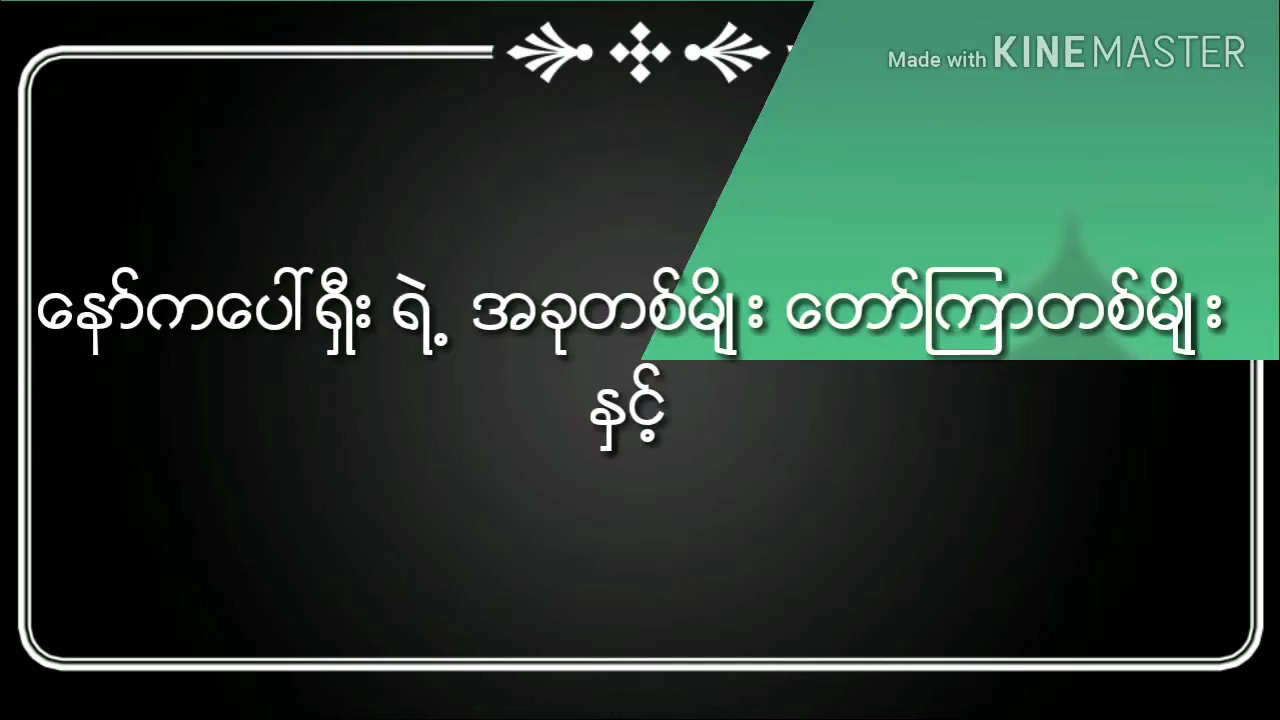 Made with KINEMASTER
နော်ကပေါ်ရှီး ရဲ့ အခုတစ်မျိုး တော်ကြာတစ်မျိုး
နှင့်